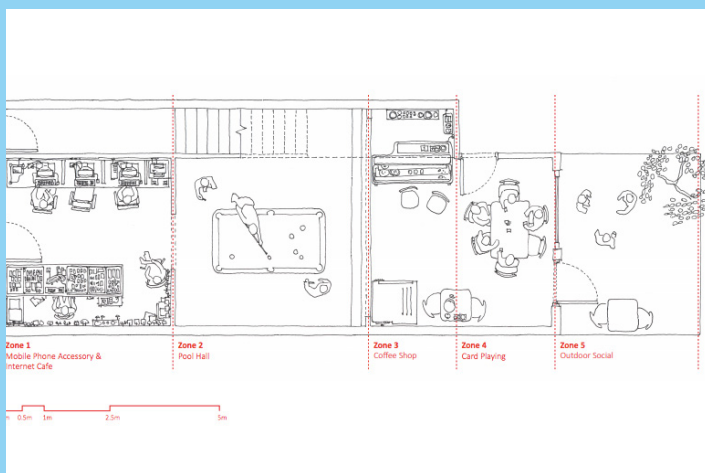 Zone 1
Mobile Phone Accessory &
Internet Cafe
Zone 2
Pool Hall
Zone 3
Coffee Shop
Zone 4
Card Playing
Zone 5
Outdoor Social
m
0.5m
1m
2.5m
5m